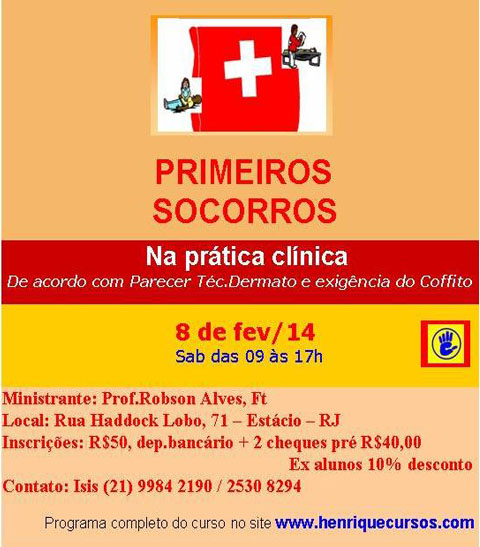 PRIMEIROS
SOCORROS
Na prática clínica
De acordo com Parecer Téc.Dermato e exigência do Coffito
8 de fev/14
Sab das 09 às 17h
Ministrante: Prof.Robson Alves, Ft
Local: Rua Haddock Lobo, 71 – Estácio – RJ
Inscrições: R$50, dep.bancário + 2 cheques pré R$40,00
Ex alunos 10% desconto
Contato: Isis (21) 9984 2190 / 2530 8294
Programa completo do curso no site www.henriquecursos.com